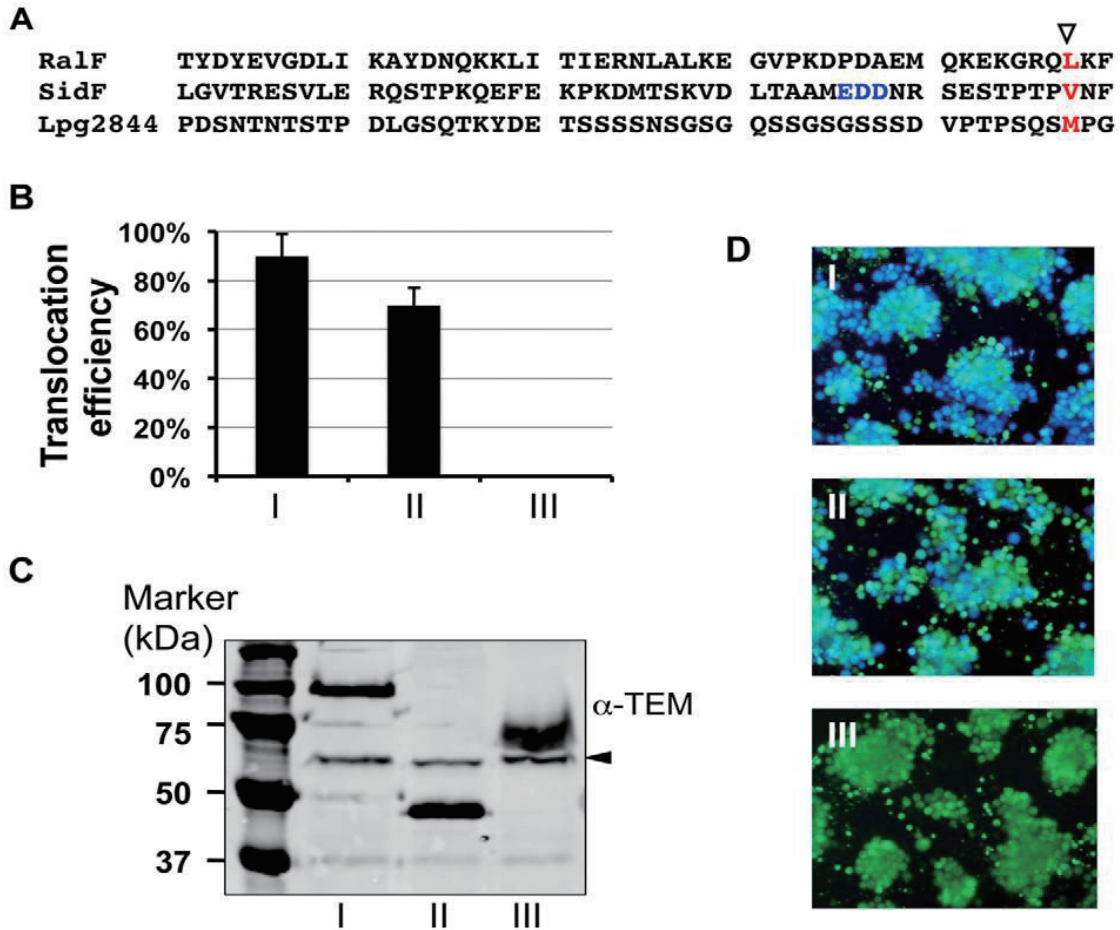 A
▽
RalF TYDYEVGDLI KAYDNQKKLI TIERNLALKE GVPKDPDAEM QKEKGRQLKF
SidF LGVTRESVLE RQSTPKQEFE KPKDMTSKVD LTAAMEDDNR SESTPTPVNF
Lpg2844 PDSNTNTSTP DLGSQTKYDE TSSSSNSGSG QSSGSGSSSD VPTPSQSMPG
B
Translocation
efficiency
100%
80%
60%
40%
20%
0%
I II III
C
Marker
(kDa)
100
75
50
37
α-TEM
I II III
D
I
II
III